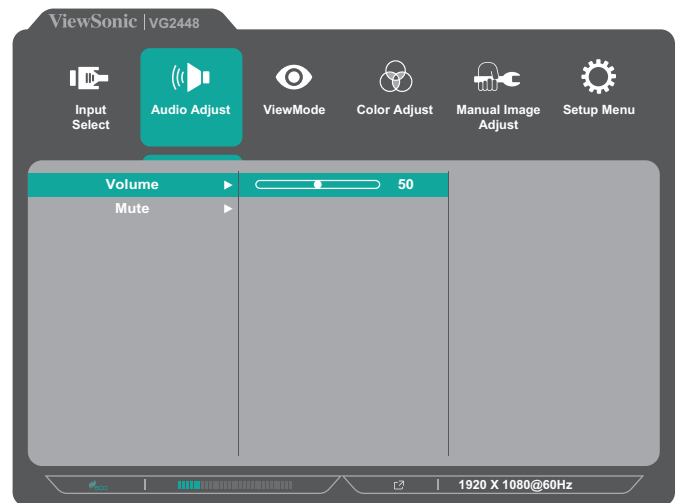 ViewSonic | VG2448
Input
Select
Audio Adjust
ViewMode
Color Adjust
Manual Image
Adjust
Setup Menu
Volume 50
Mute
eco
1920 X 1080@60Hz